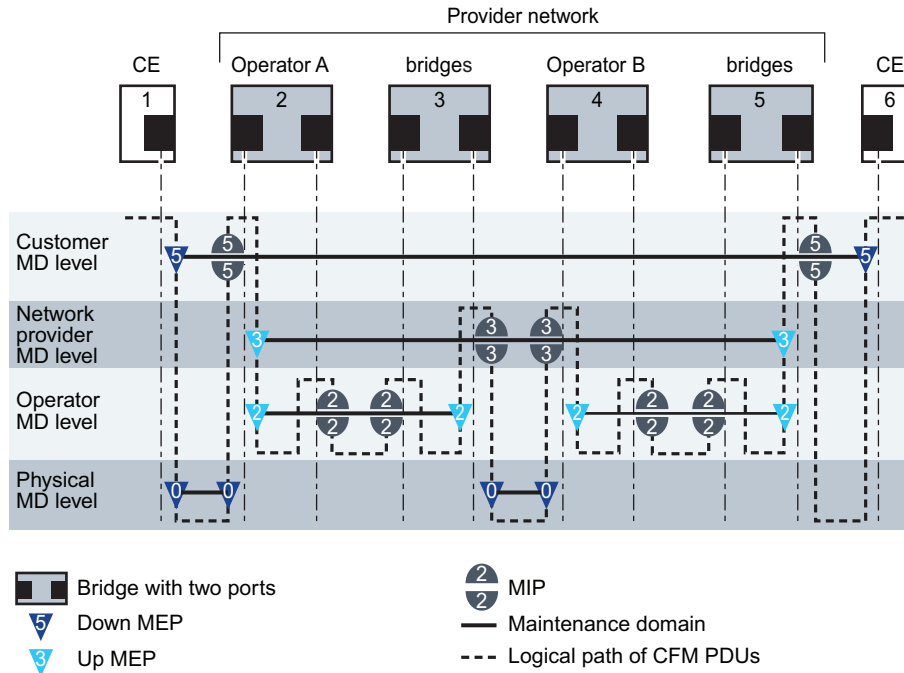 Provider network
CE Operator A bridges Operator B bridges CE
1 2 3 4 5 6
Customer
MD level
5 5 5 5
5 5
Network
provider
MD level
3 3 3 3
3 3
Operator
MD level
2 2 2 2 2 2 2 2
2 2 2 2
Physical
MD level
0 0 0 0
Bridge with two ports
5 Down MEP
3 Up MEP
2
2 MIP
Maintenance domain
Logical path of CFM PDUs